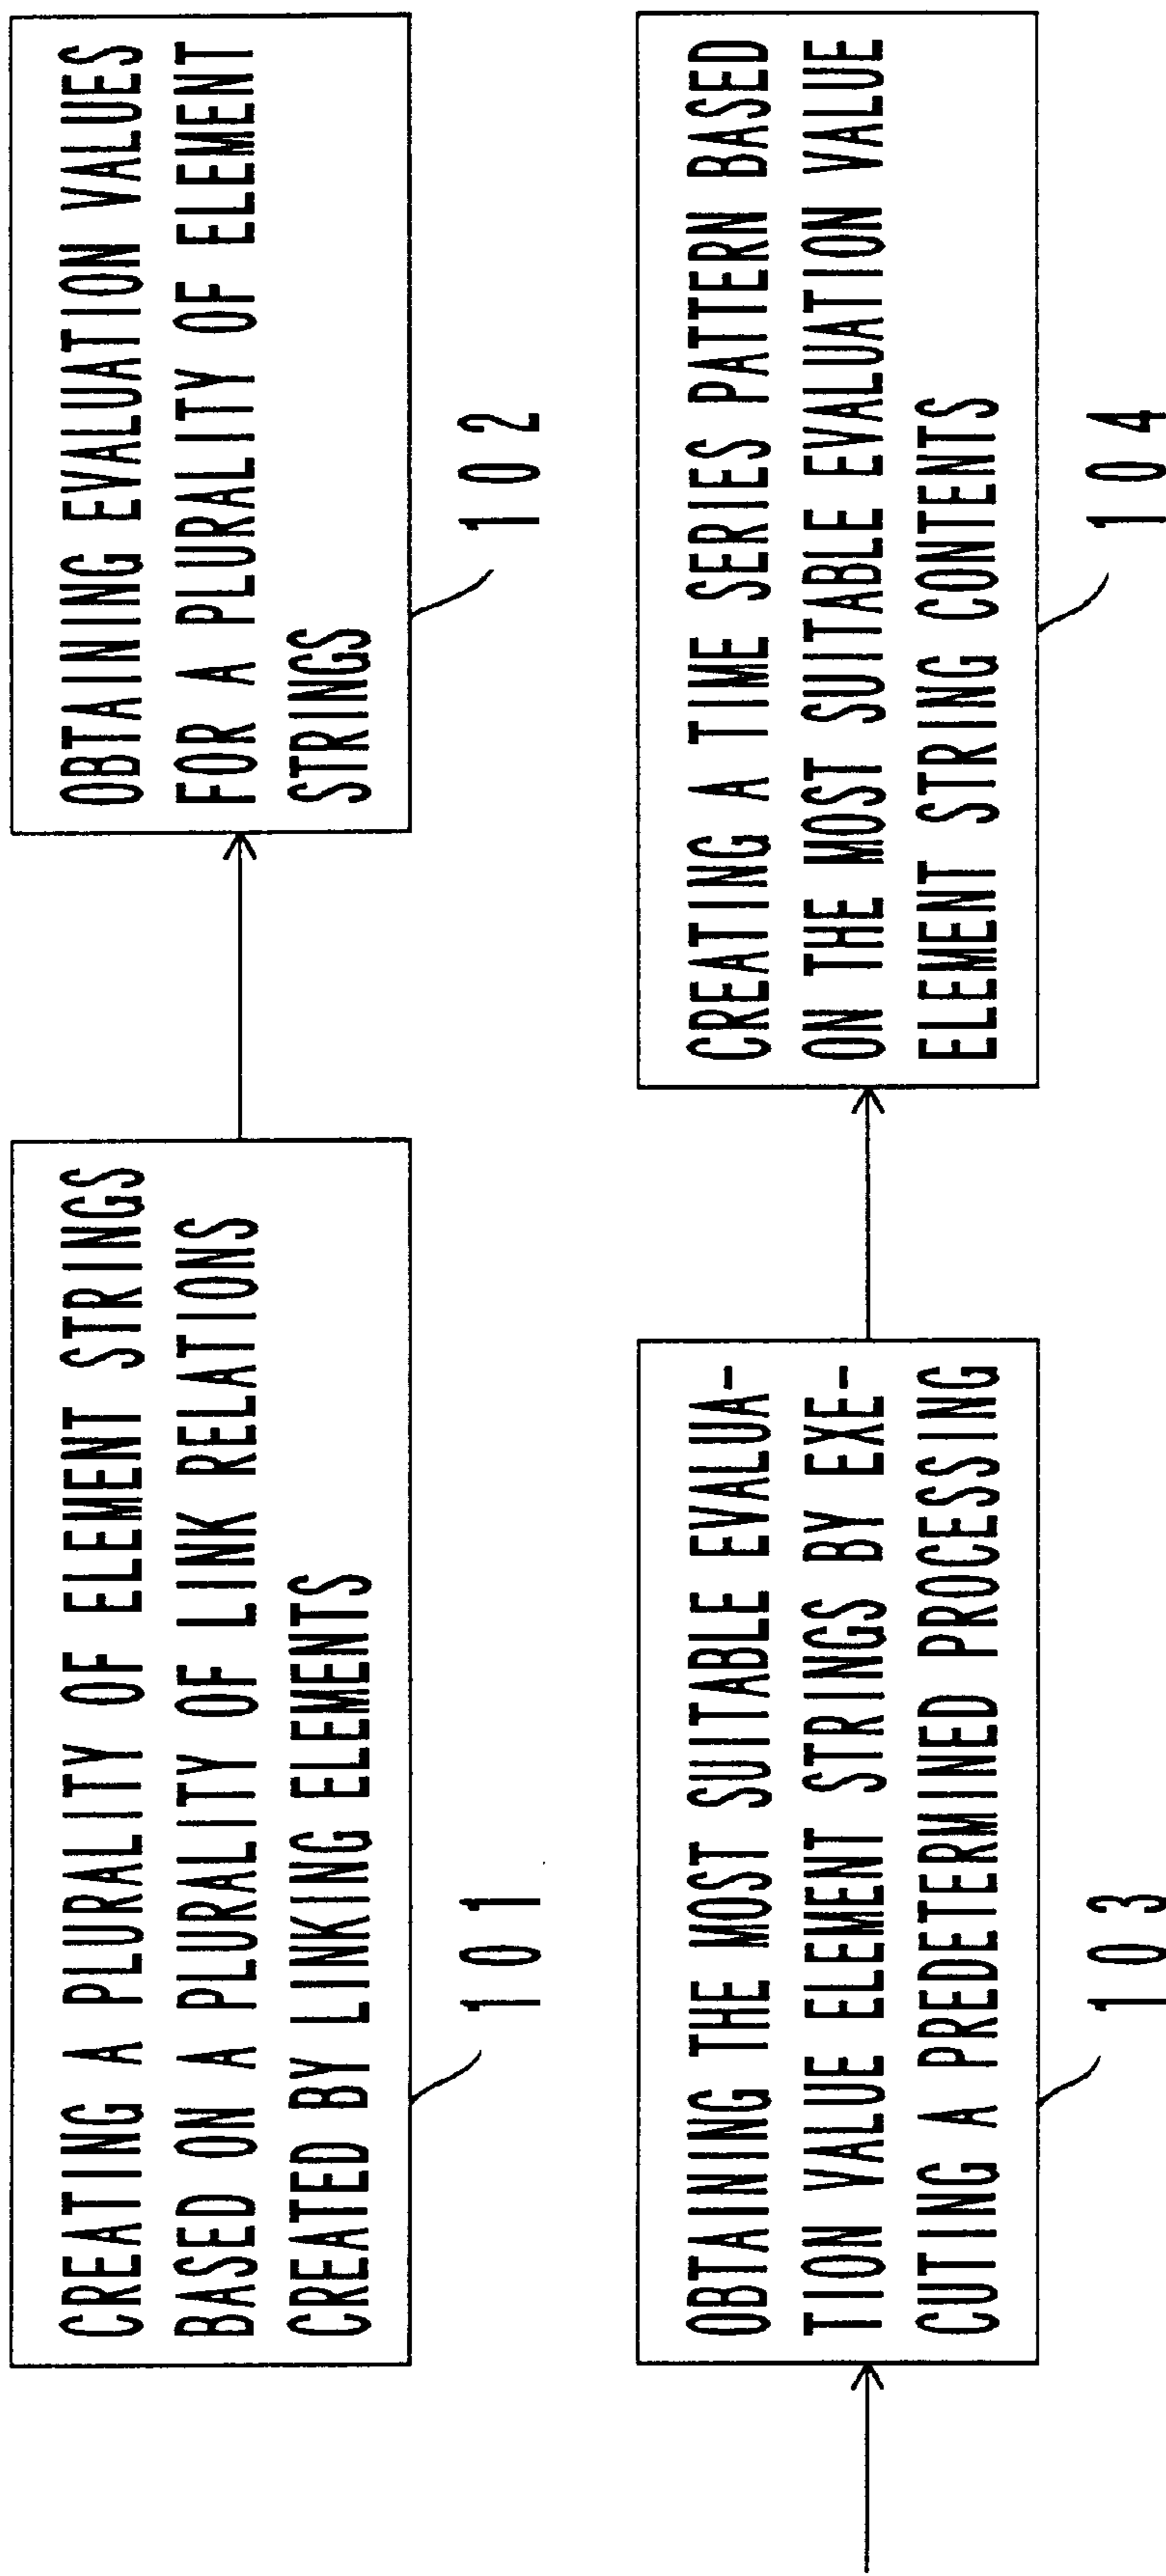 CREATING A PLURALITY OF ELEMENT STRINGS
BASED ON A PLURALITY OF LINK RELATIONS
CREATED BY LINKING ELEMENTS
101
OBTAINING EVALUATION VALUES
FOR A PLURALITY OF ELEMENT
STRINGS
102
OBTAINING THE MOST SUITABLE EVALUA-
TION VALUE ELEMENT STRINGS BY EXE-
CUTING A PREDETERMINED PROCESSING
103
CREATING A TIME SERIES PATTERN BASED
ON THE MOST SUITABLE EVALUATION VALUE
ELEMENT STRING CONTENTS
104